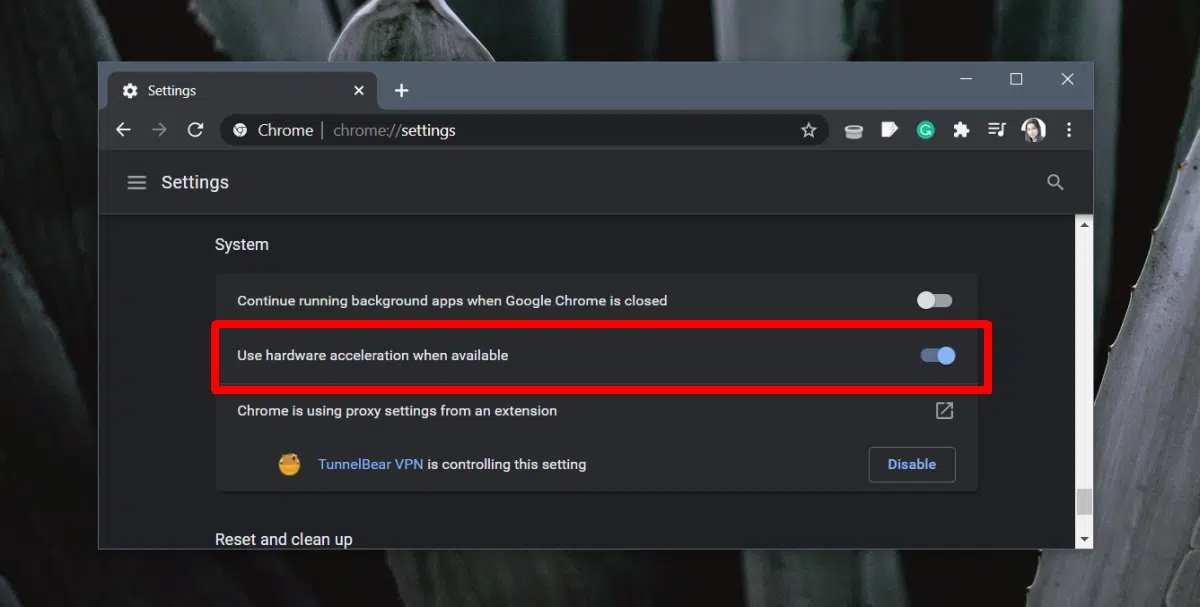 Settings
Chrome | chrome://settings
G
Settings
System
Continue running background apps when Google Chrome is closed
Use hardware acceleration when available
Chrome is using proxy settings from an extension
TunnelBear VPN is controlling this setting
Disable
Reset and clean up